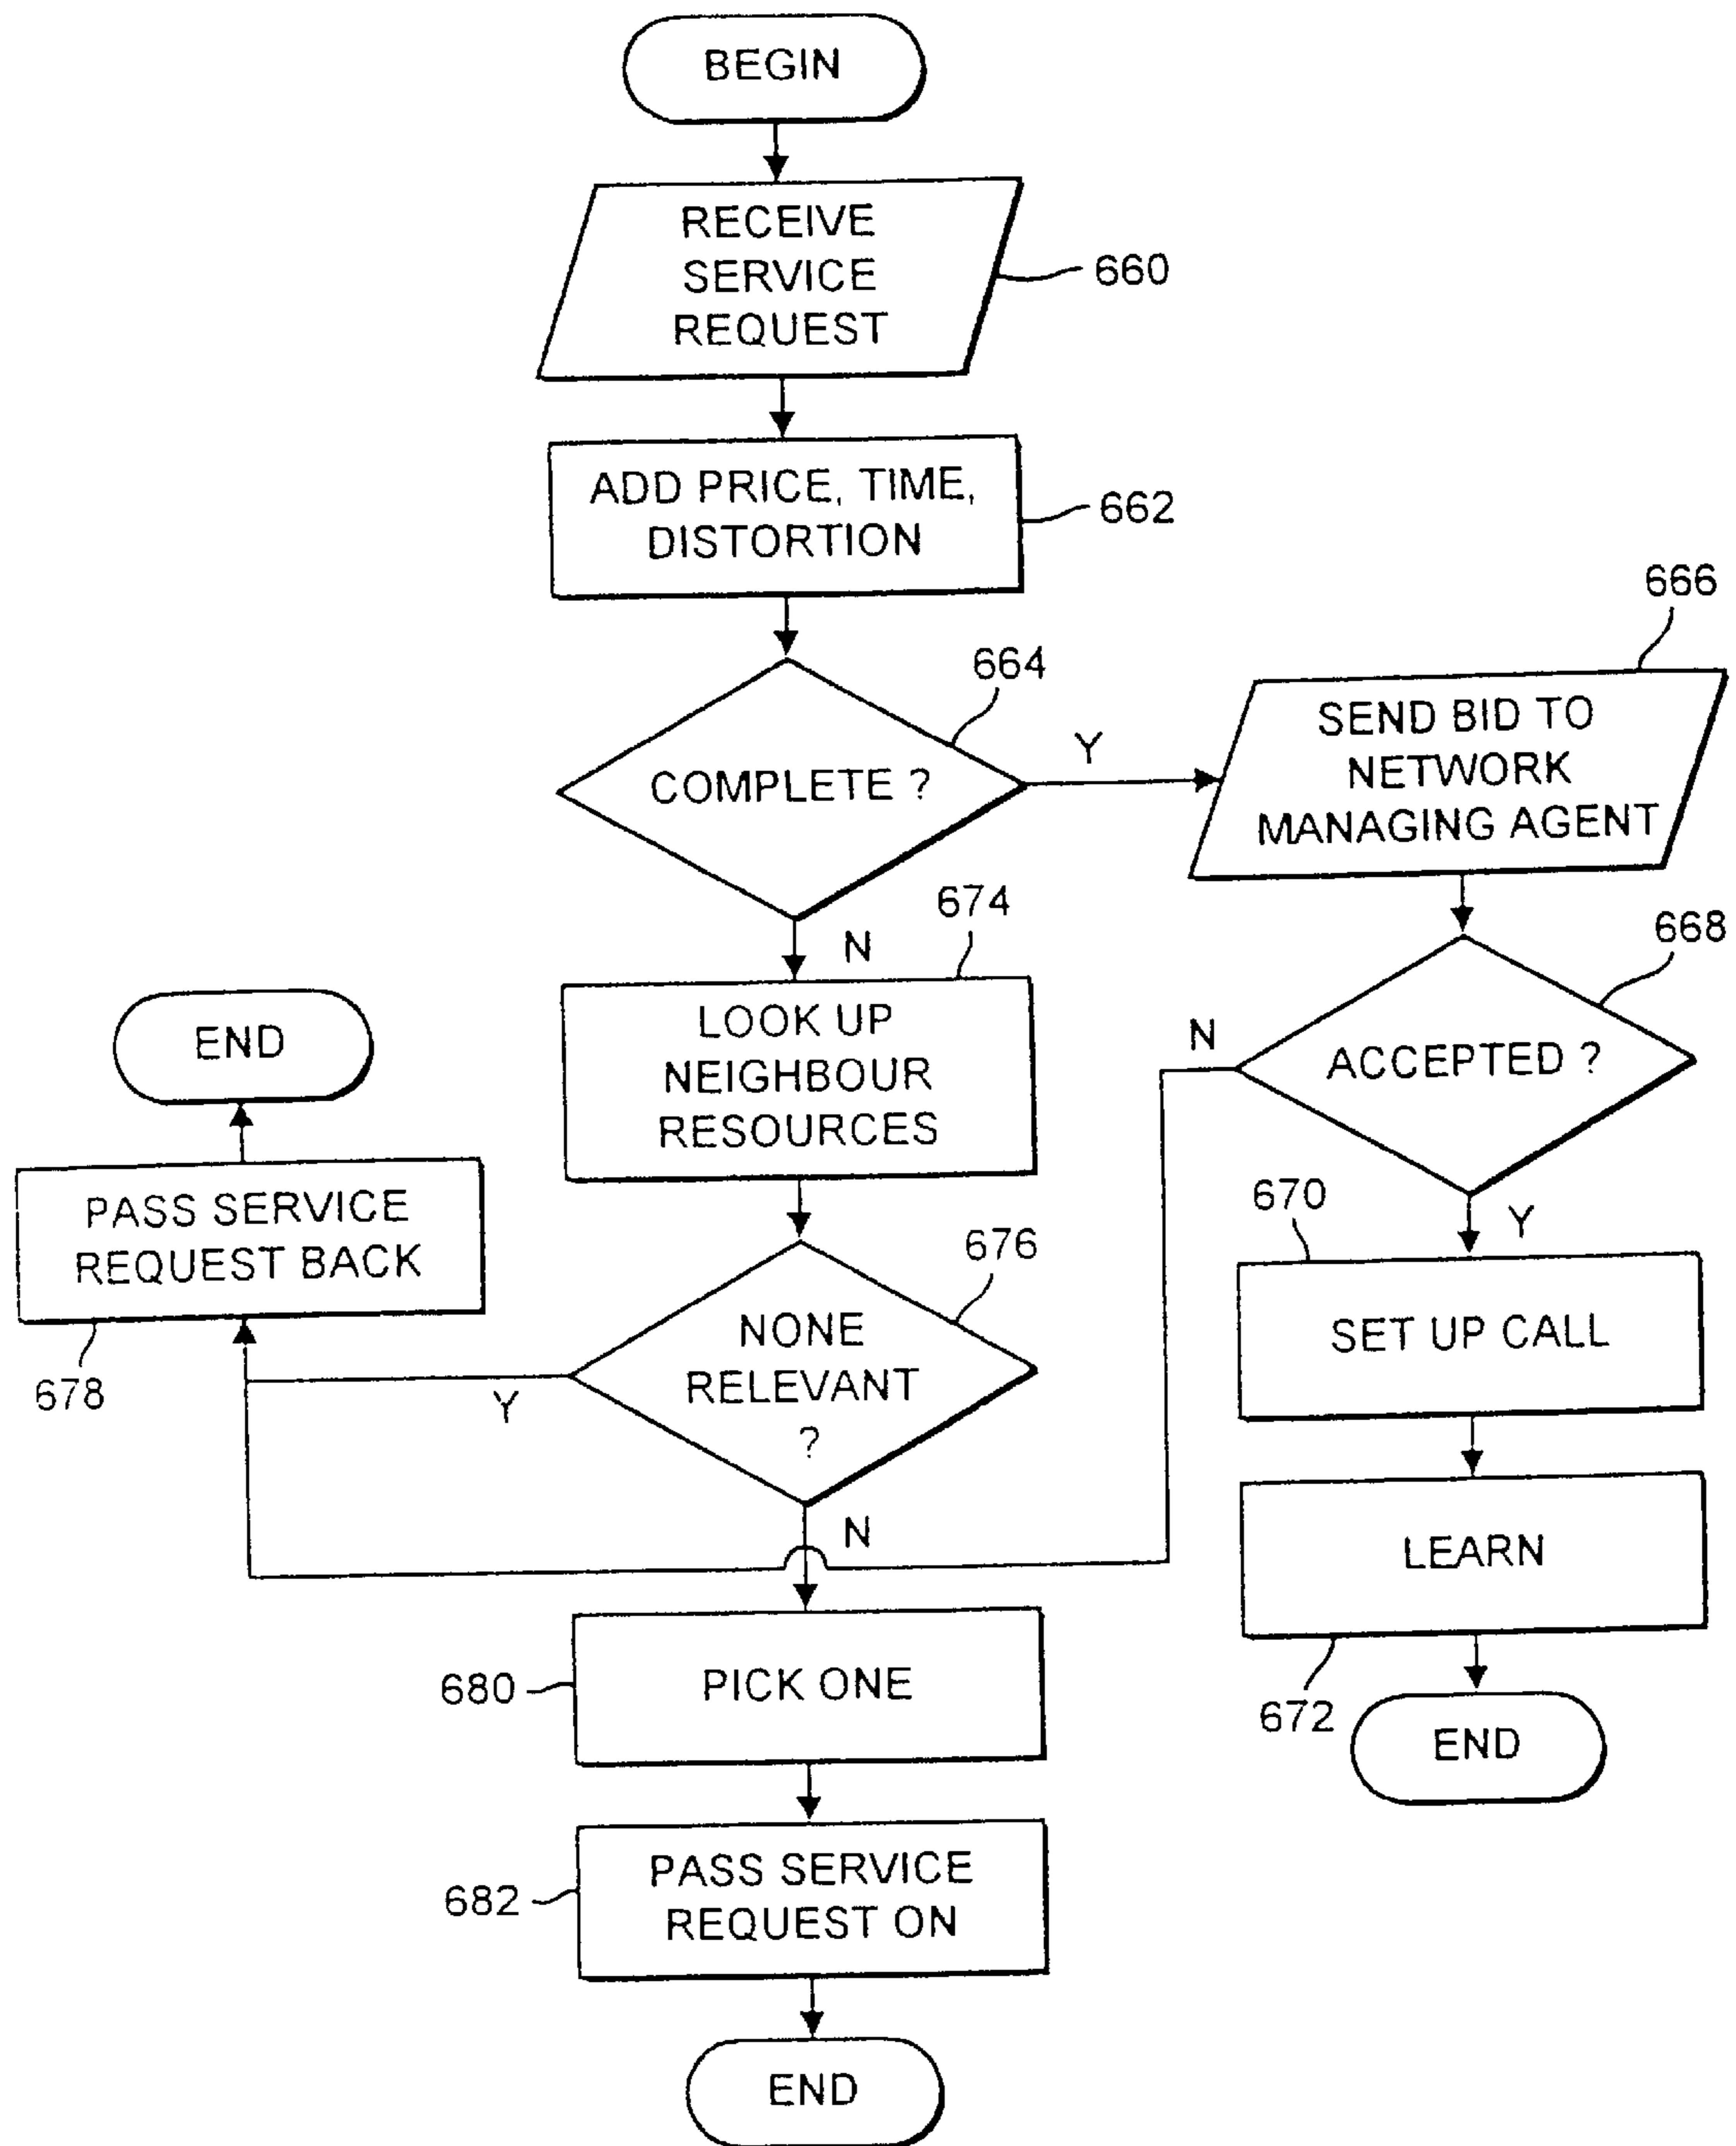 BEGIN
RECEIVE
SERVICE
REQUEST
660
ADD PRICE, TIME,
DISTORTION
662
COMPLETE ?
664
Y
N
SEND BID TO
NETWORK
MANAGING AGENT
666
ACCEPTED ?
668
N
Y
LOOK UP
NEIGHBOUR
RESOURCES
674
END
PASS SERVICE
REQUEST BACK
678
NONE
RELEVANT
?
676
Y
N
SET UP CALL
670
LEARN
672
END
PICK ONE
680
PASS SERVICE
REQUEST ON
682
END